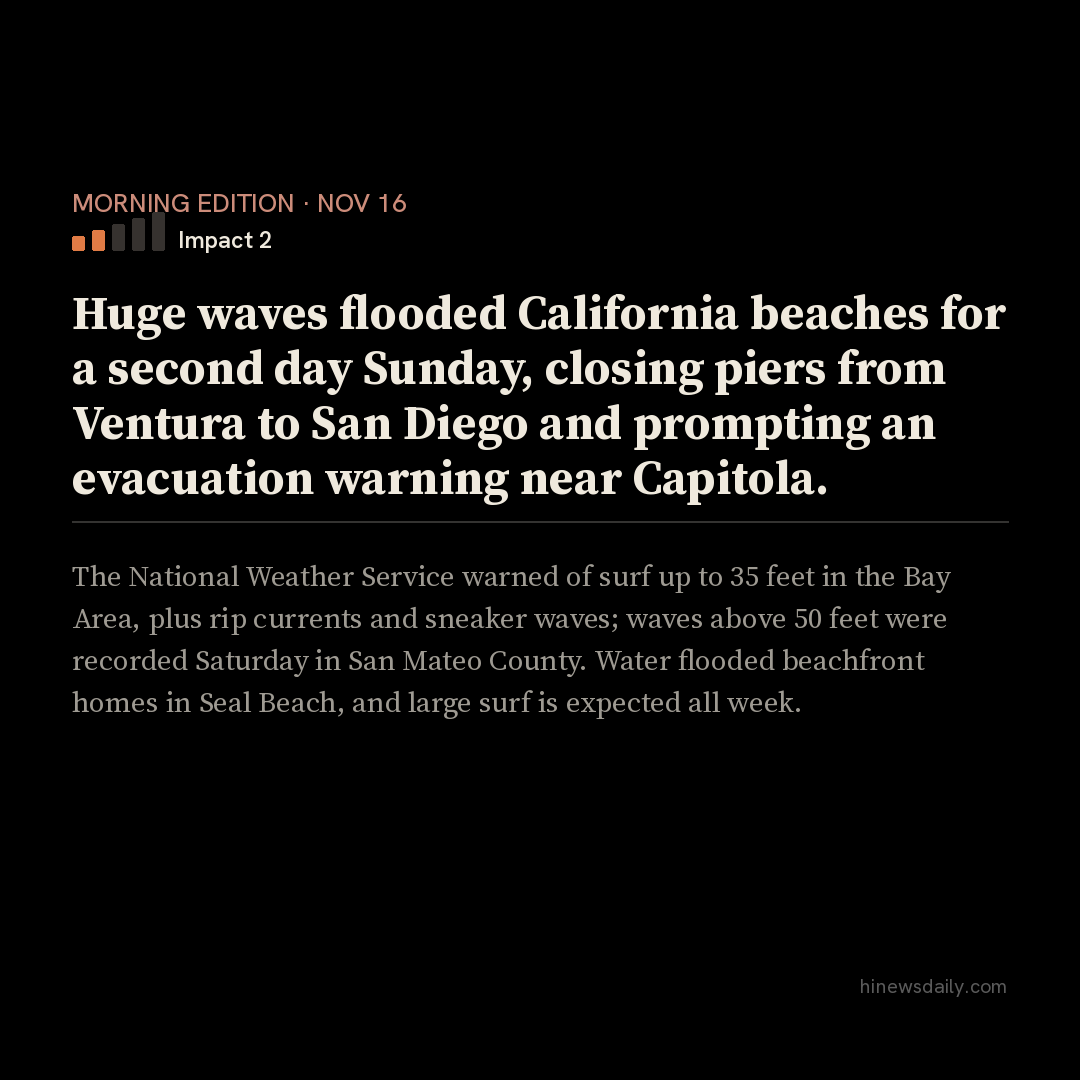 MORNING EDITION · NOV 16
Impact 2
Huge waves flooded California beaches for
a second day Sunday, closing piers from
Ventura to San Diego and prompting an
evacuation warning near Capitola.
The National Weather Service warned of surf up to 35 feet in the Bay
Area, plus rip currents and sneaker waves; waves above 50 feet were
recorded Saturday in San Mateo County. Water flooded beachfront
homes in Seal Beach, and large surf is expected all week.
hinewsdaily.com